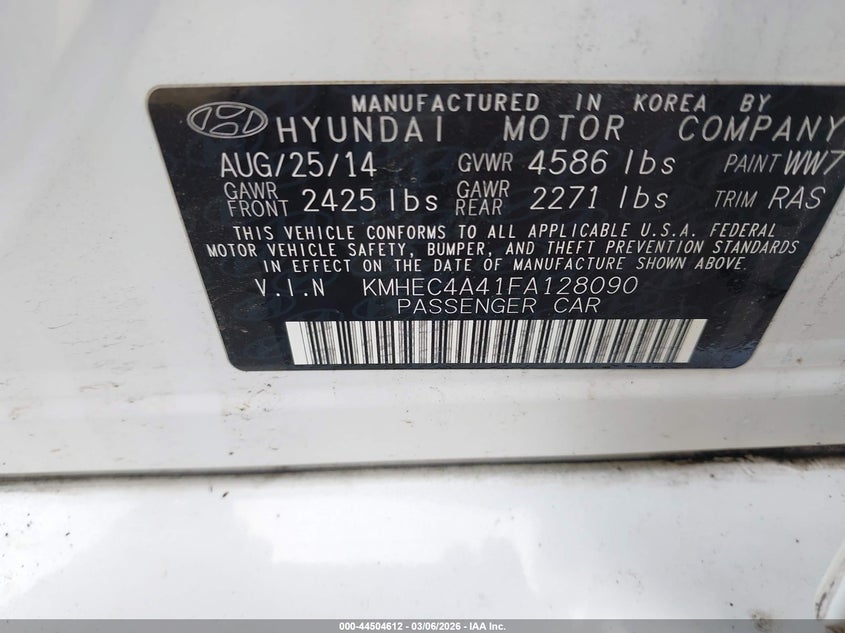 MANUFACTURED IN KOREA BY
HYUNDAI MOTOR COMPANY
AUG/25/14 GVWR 4586 lbs PAINT WW7
GAWR FRONT 2425 lbs GAWR REAR 2271 lbs TRIM RAS
THIS VEHICLE CONFORMS TO ALL APPLICABLE U.S.A. FEDERAL
MOTOR VEHICLE SAFETY, BUMPER, AND THEFT PREVENTION STANDARDS
IN EFFECT ON THE DATE OF MANUFACTURE SHOWN ABOVE.
V.I.N KMHEC4A41FA128090
PASSENGER CAR
000-44504612 - 03/06/2026 - IAA Inc.